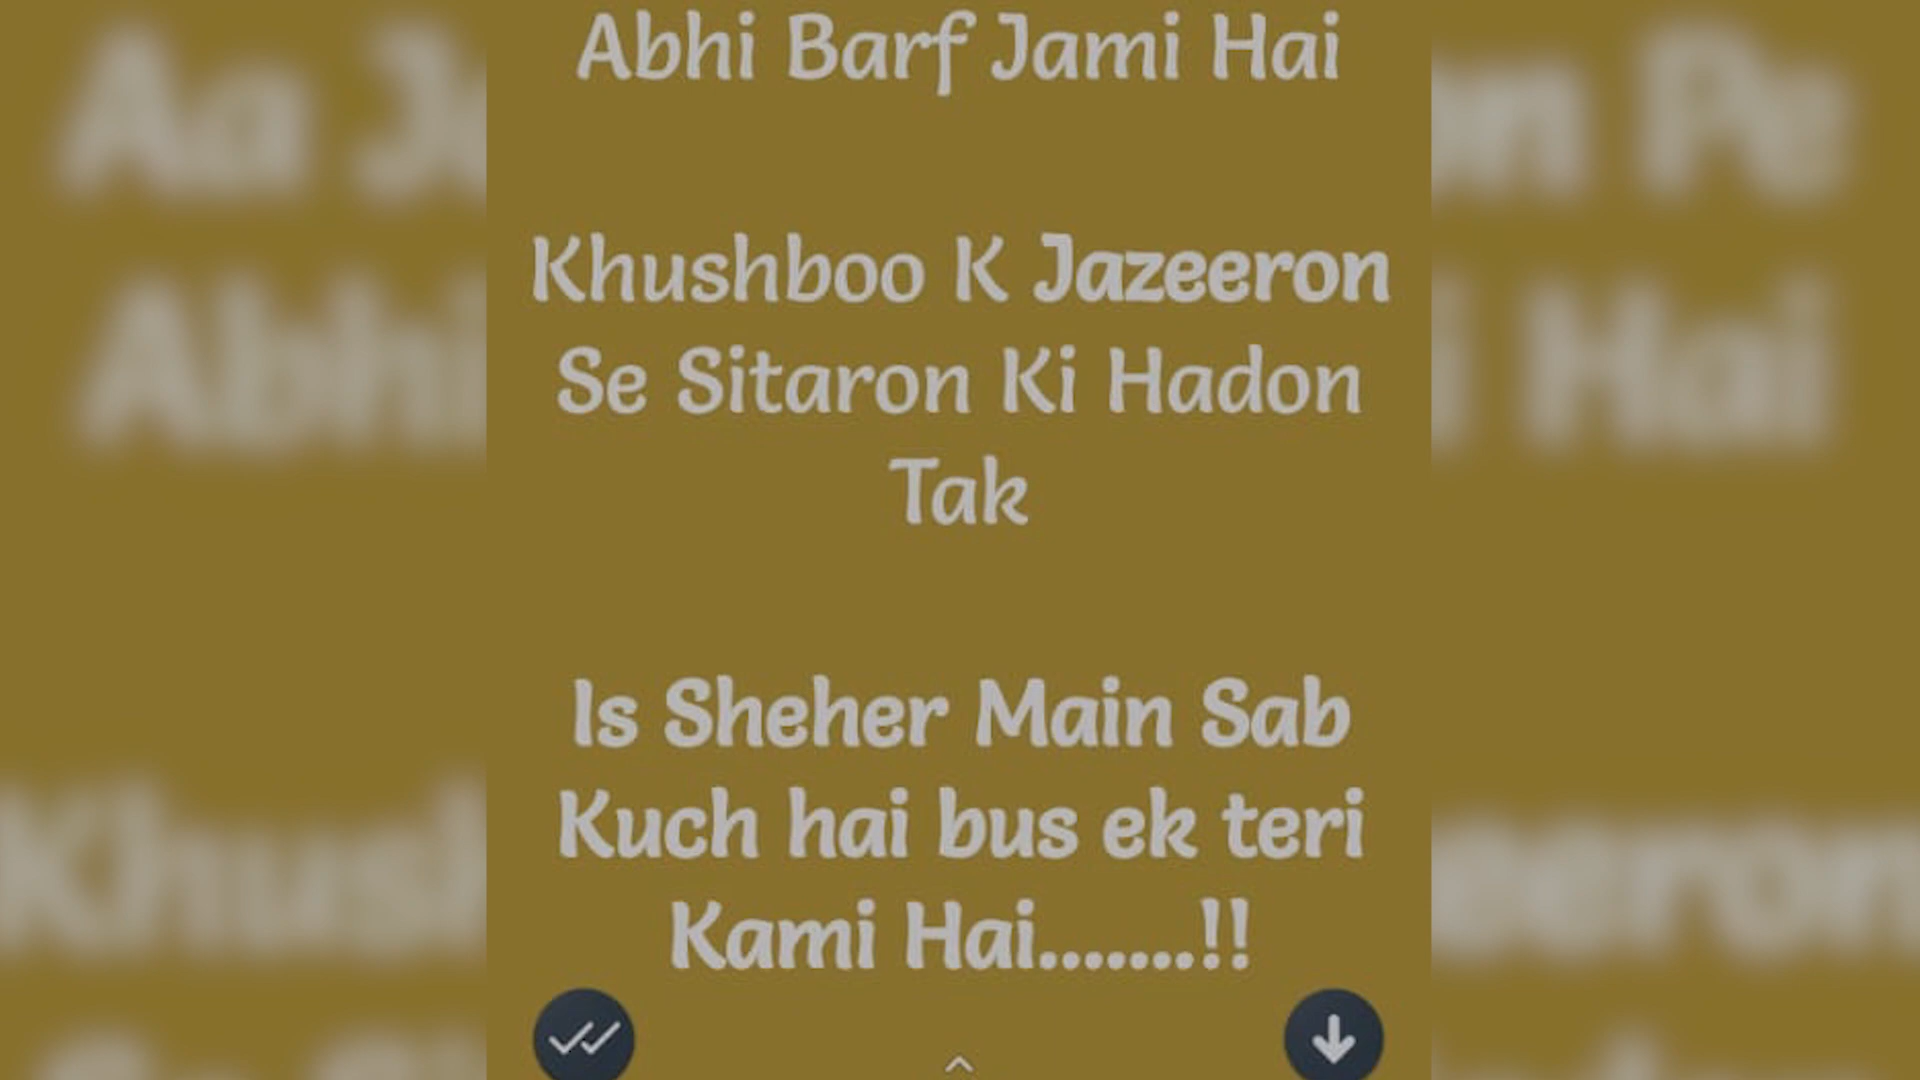 Abhi Barf Jami Hai
Khushboo K Jazeeron
Se Sitaron Ki Hadon
Tak
Is Sheher Main Sab
Kuch hai bus ek teri
Kami Hai.......!!